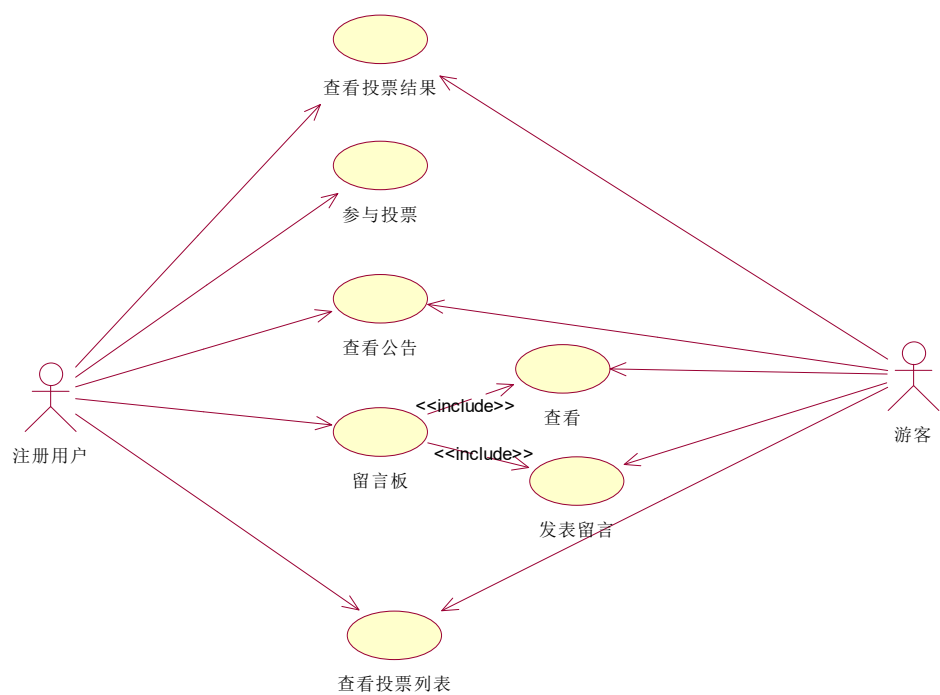 查看投票结果
参与投票
查看公告
<<include>>
查看
注册用户
游客
<<include>>
留言板
发表留言
查看投票列表